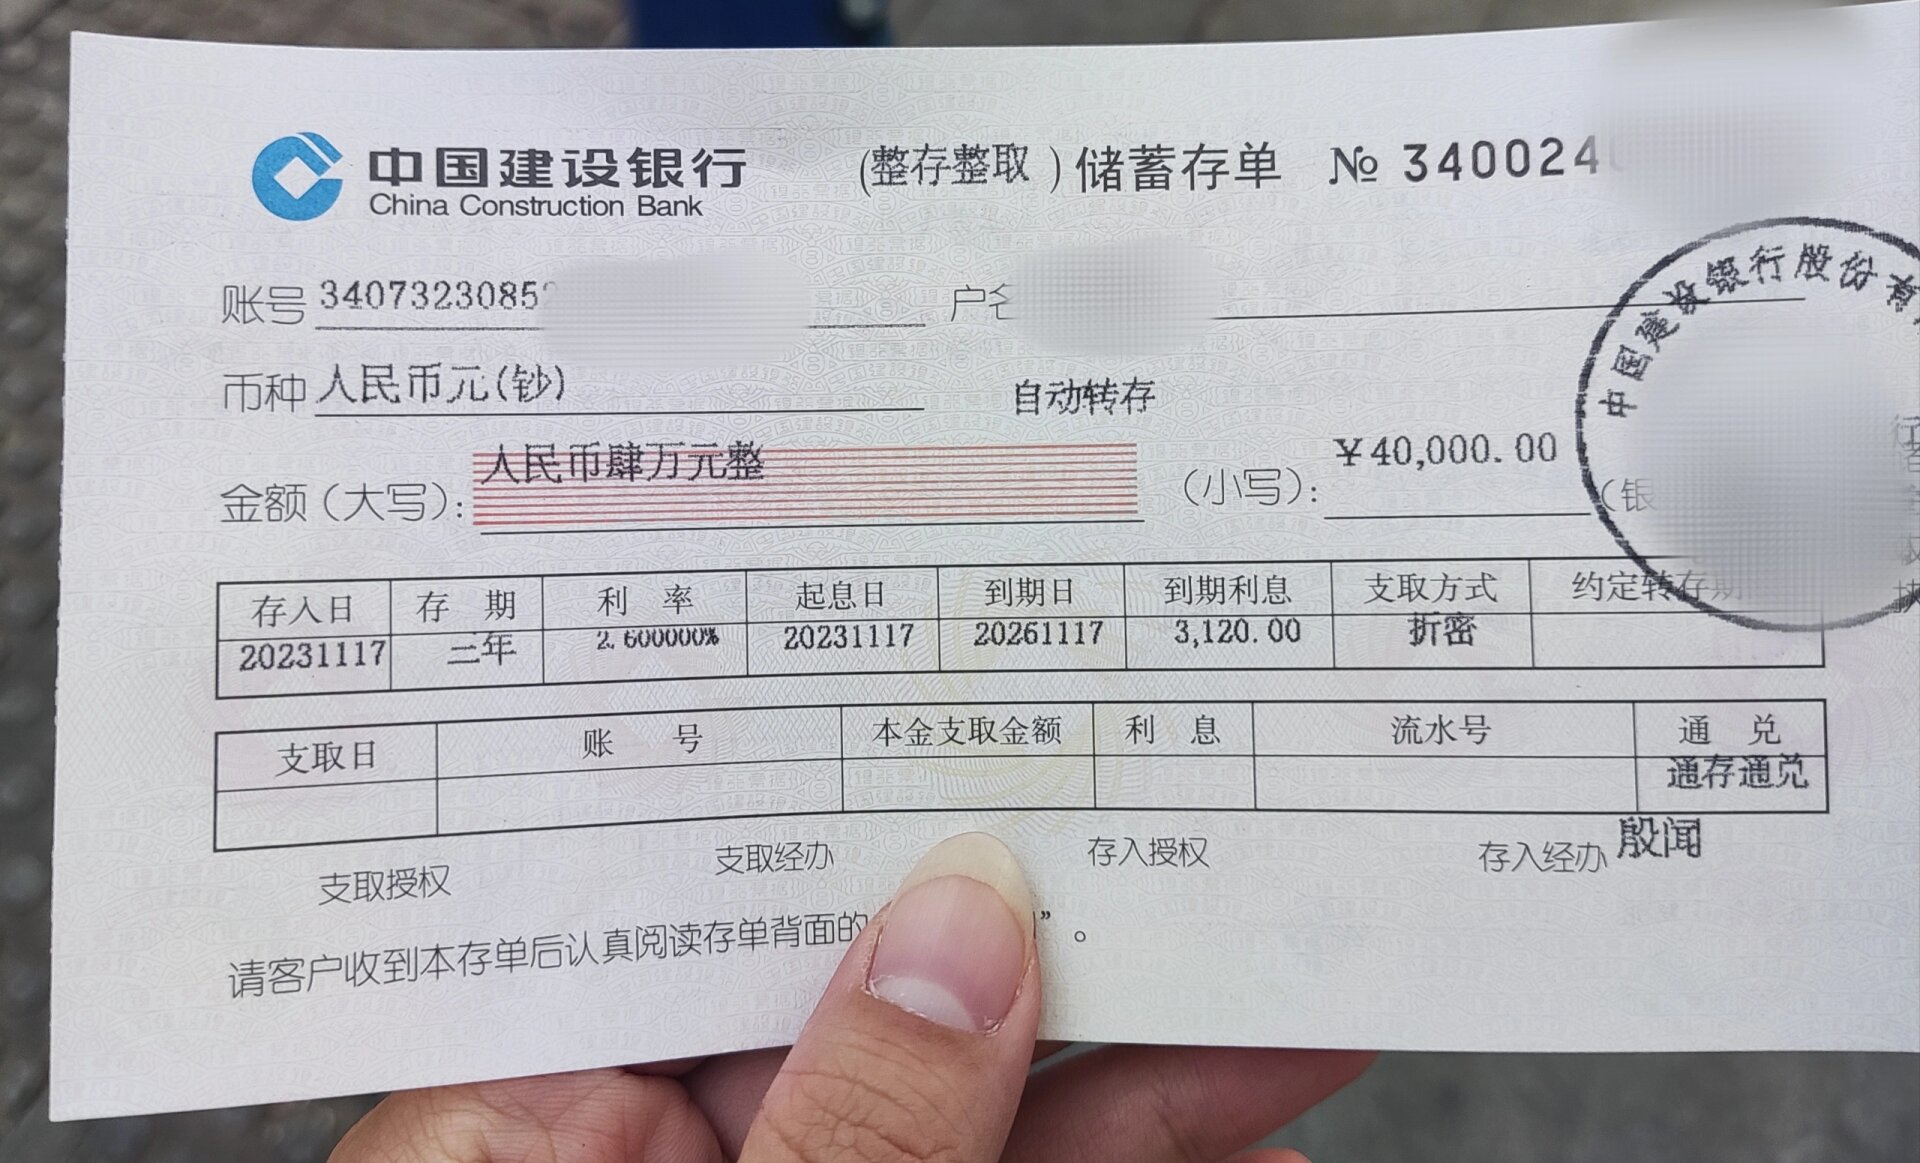 中国建设银行 (整存整取)储蓄存单 № 340024
China Construction Bank
账号 3407323085 户名
币种 人民币元(钞) 自动转存
金额(大写): 人民币肆万元整 (小写): ¥40,000.00 (银
中国建设银行股份有
存入日 存 期 利 率 起息日 到期日 到期利息 支取方式 约定转存期
20231117 三年 2.600000% 20231117 20261117 3,120.00 折密
支取日 账 号 本金支取金额 利 息 流水号 通 兑
通存通兑
支取授权 支取经办 存入授权 存入经办 殷闻
请客户收到本存单后认真阅读存单背面的 ”。